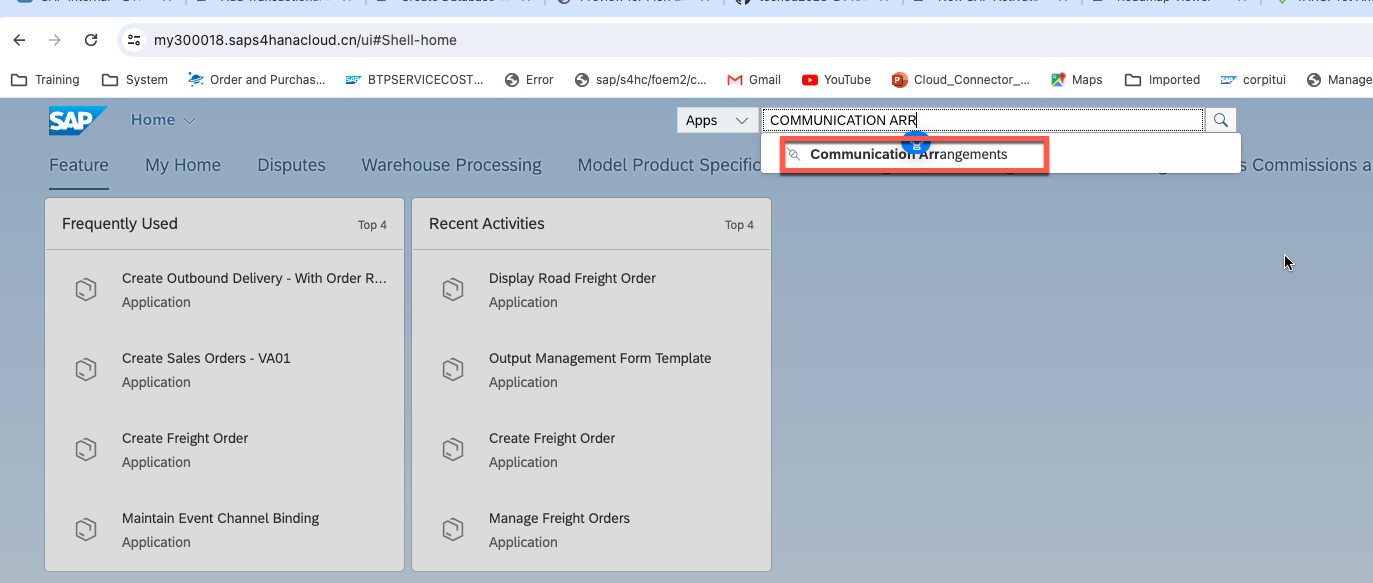 my300018.saps4hanacloud.cn/ui#Shell-home
Training System Order and Purchas... BTPSERVICECOST... Error sap/s4hc/foem2/c... Gmail YouTube Cloud_Connector_... Maps Imported corpitui Manage
SAP Home Apps COMMUNICATION ARR
Communication Arrangements
Feature My Home Disputes Warehouse Processing Model Product Specific s Commissions a
Frequently Used Top 4
Create Outbound Delivery - With Order R...
Application
Create Sales Orders - VA01
Application
Create Freight Order
Application
Maintain Event Channel Binding
Application
Recent Activities Top 4
Display Road Freight Order
Application
Output Management Form Template
Application
Create Freight Order
Application
Manage Freight Orders
Application